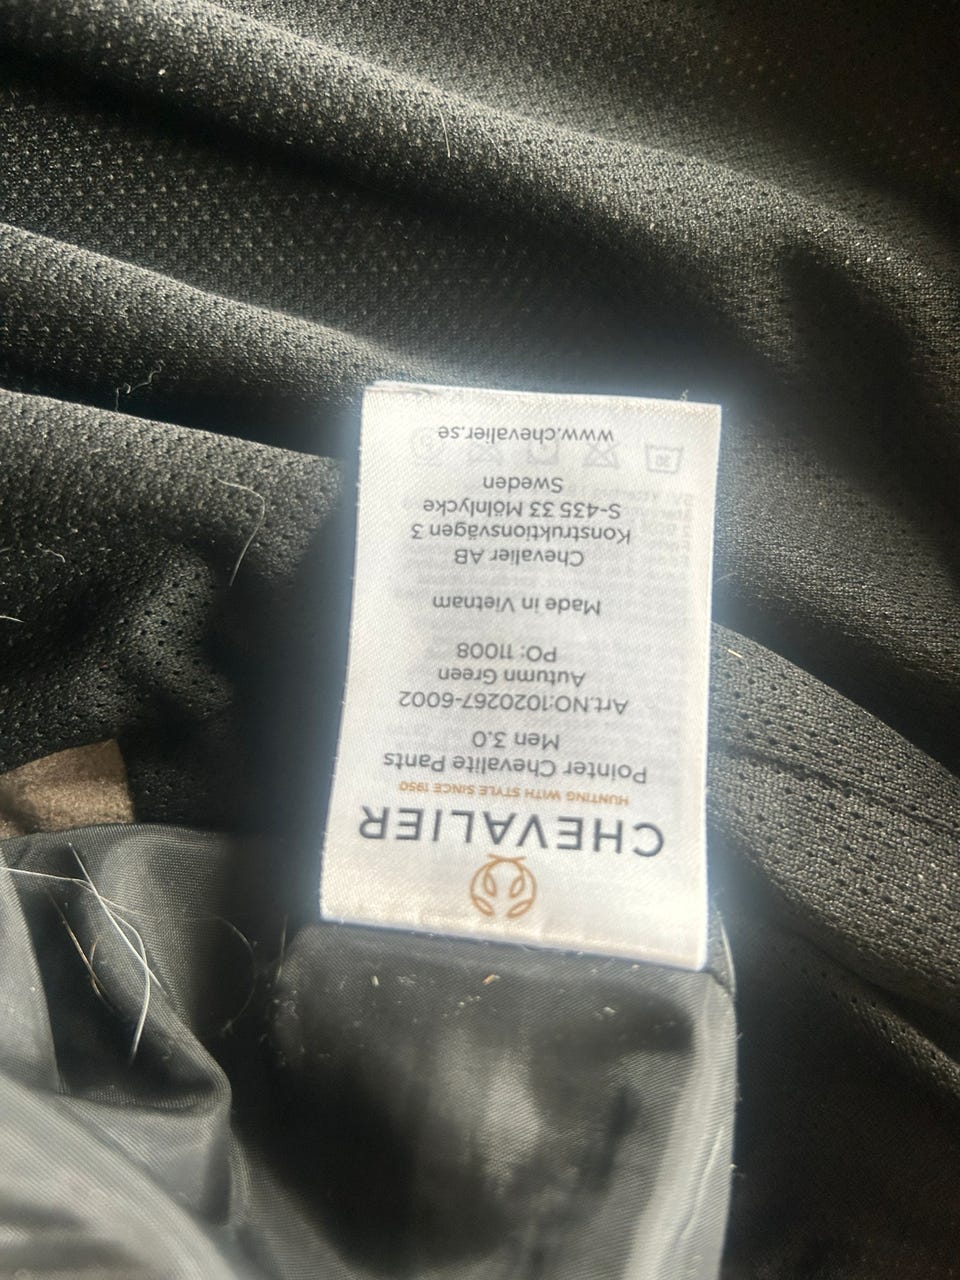 CHEVALIER
HUNTING WITH STYLE SINCE 1950
Pointer Chevalite Pants
Men 3.0
Art.NO:1020267-6002
Autumn Green
PO: 11008
Made in Vietnam
Chevalier AB
Konstruktionsvägen 3
S-435 33 Mölnlycke
Sweden
www.chevalier.se